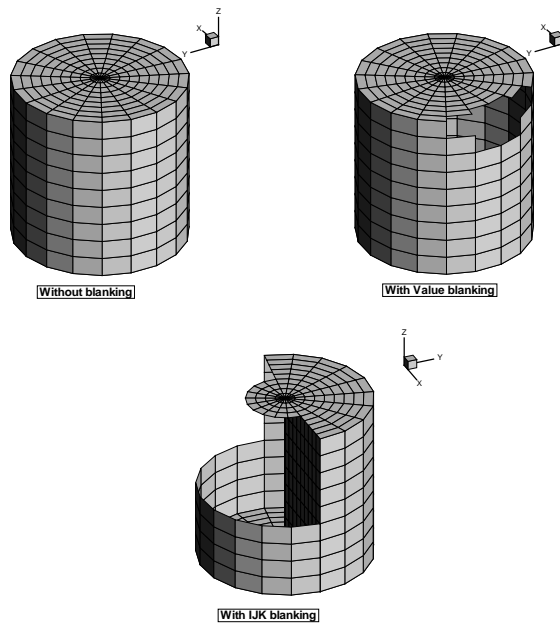 Z
X
Y
X
Y
Without blanking
With Value blanking
Z
Y
X
With IJK blanking